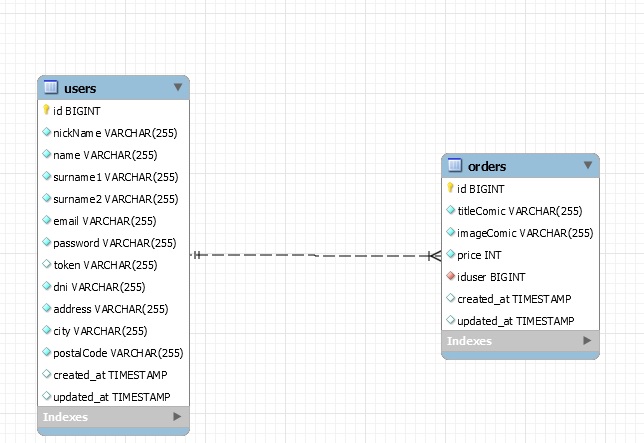 users
id BIGINT
nickName VARCHAR(255)
name VARCHAR(255)
surname1 VARCHAR(255)
surname2 VARCHAR(255)
email VARCHAR(255)
password VARCHAR(255)
token VARCHAR(255)
dni VARCHAR(255)
address VARCHAR(255)
city VARCHAR(255)
postalCode VARCHAR(255)
created_at TIMESTAMP
updated_at TIMESTAMP
Indexes
orders
id BIGINT
titleComic VARCHAR(255)
imageComic VARCHAR(255)
price INT
iduser BIGINT
created_at TIMESTAMP
updated_at TIMESTAMP
Indexes